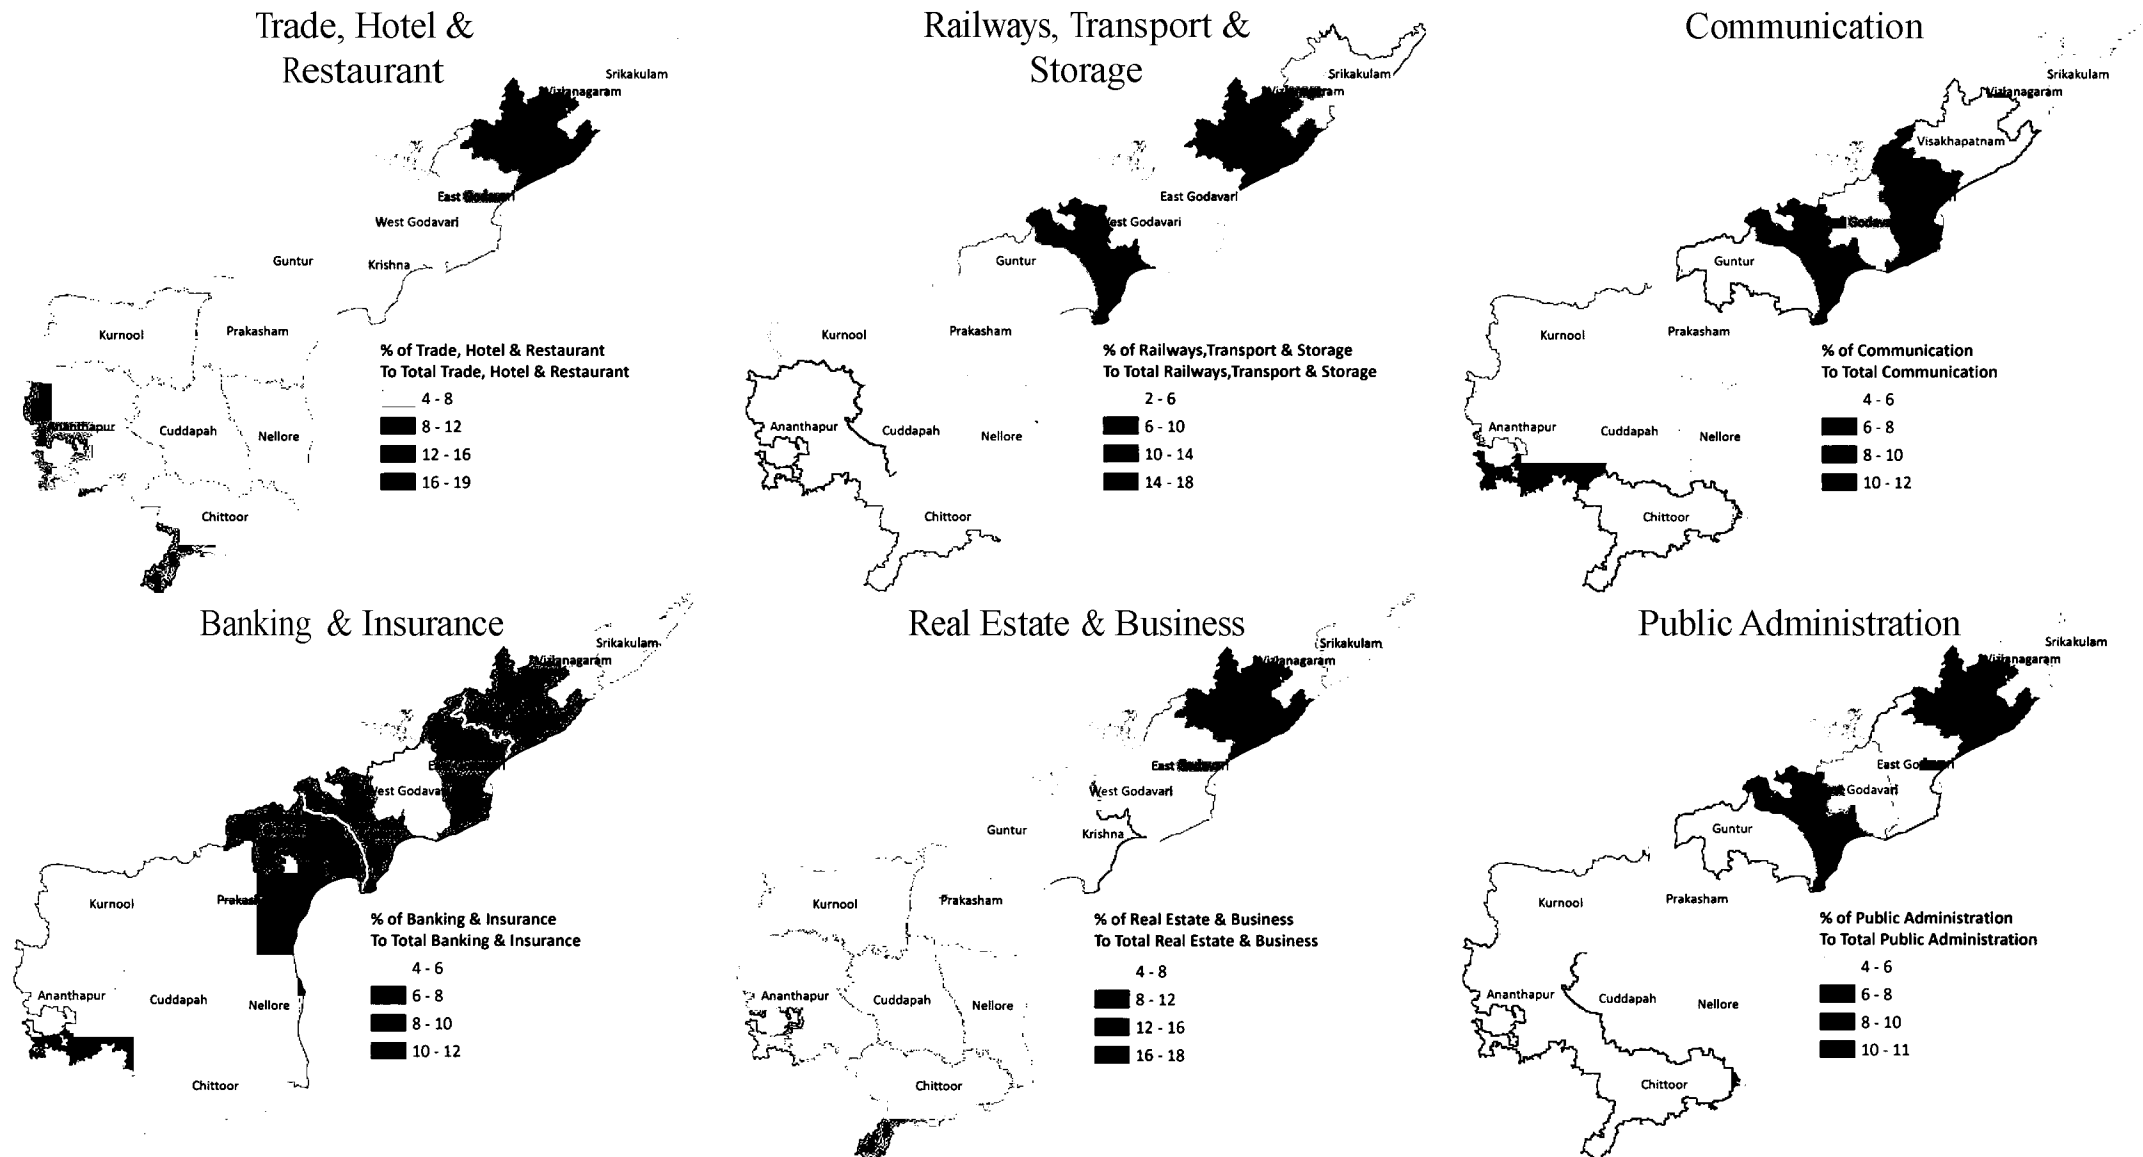 Trade, Hotel &
Restaurant
Srikakulam
Vizianagaram
East Godavari
West Godavari
Guntur
Krishna
Kurnool
Prakasham
Ananthapur
Cuddapah
Nellore
Chittoor
% of Trade, Hotel & Restaurant
To Total Trade, Hotel & Restaurant
4 - 8
8 - 12
12 - 16
16 - 19
Railways, Transport &
Storage
Srikakulam
East Godavari
West Godavari
Guntur
Kurnool
Prakasham
Ananthapur
Cuddapah
Nellore
Chittoor
% of Railways,Transport & Storage
To Total Railways,Transport & Storage
2 - 6
6 - 10
10 - 14
14 - 18
Communication
Srikakulam
Vizianagaram
Visakhapatnam
Guntur
Kurnool
Prakasham
Ananthapur
Cuddapah
Nellore
Chittoor
% of Communication
To Total Communication
4 - 6
6 - 8
8 - 10
10 - 12
Banking & Insurance
Srikakulam
Vizianagaram
Kurnool
Ananthapur
Cuddapah
Nellore
Chittoor
% of Banking & Insurance
To Total Banking & Insurance
4 - 6
6 - 8
8 - 10
10 - 12
Real Estate & Business
Srikakulam
Vizianagaram
East Godavari
West Godavari
Guntur
Krishna
Kurnool
Prakasham
Ananthapur
Cuddapah
Nellore
Chittoor
% of Real Estate & Business
To Total Real Estate & Business
4 - 8
8 - 12
12 - 16
16 - 18
Public Administration
Srikakulam
Vizianagaram
East Godavari
Godavari
Guntur
Kurnool
Prakasham
Ananthapur
Cuddapah
Nellore
Chittoor
% of Public Administration
To Total Public Administration
4 - 6
6 - 8
8 - 10
10 - 11